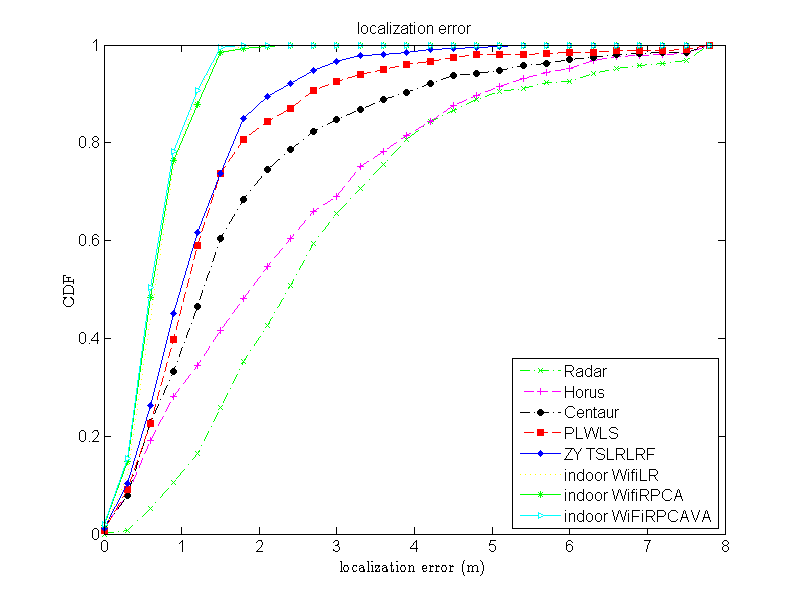 localization error
1
0.8
0.6
0.4
0.2
0
CDF
Radar
Horus
Centaur
PLWLS
ZY TSLRLRF
indoor WifiLR
indoor WifiRPCA
indoor WiFiRPCAVA
0 1 2 3 4 5 6 7 8
localization error (m)